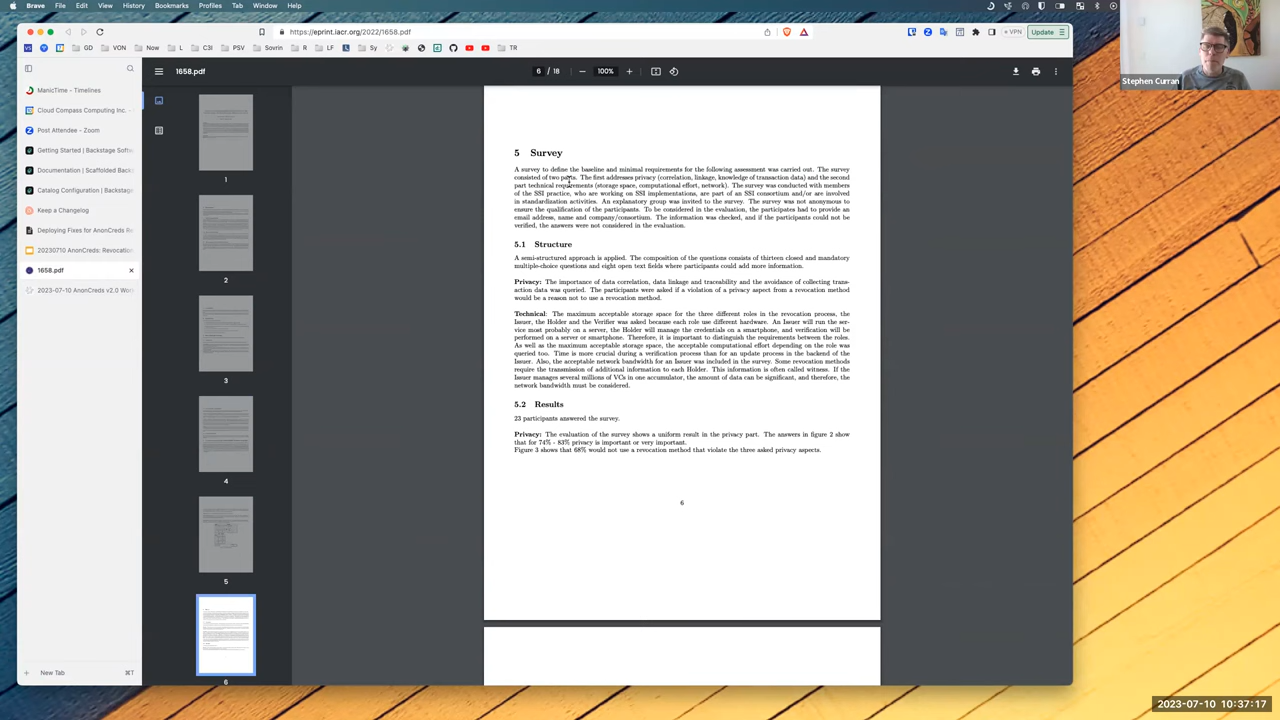 Brave File Edit View History Bookmarks Profiles Tab Window Help
https://eprint.iacr.org/2022/1658.pdf
VPN Update
GD VON Now L C3I PSV Sovrin R LF Sy TR
1658.pdf
6 / 18
100%
Stephen Curran
ManicTime - Timelines
Cloud Compass Computing Inc. -
Post Attendee - Zoom
Getting Started | Backstage Softw
Documentation | Scaffolded Backs
Catalog Configuration | Backstage
Keep a Changelog
Deploying Fixes for AnonCreds Re
20230710 AnonCreds: Revocation
1658.pdf
2023-07-10 AnonCreds v2.0 Wor
New Tab ⌘T
1
2
3
4
5
6
5 Survey
A survey to define the baseline and minimal requirements for the following assessment was carried out. The survey
consisted of two parts. The first addresses privacy (correlation, linkage, knowledge of transaction data) and the second
part technical requirements (storage space, computational effort, network). The survey was conducted with members
of the SSI practice, who are working on SSI implementations, are part of an SSI consortium and/or are involved
in standardization activities. An explanatory group was invited to the survey. The survey was not anonymous to
ensure the qualification of the participants. To be considered in the evaluation, the participates had to provide an
email address, name and company/consortium. The information was checked, and if the participants could not be
verified, the answers were not considered in the evaluation.
5.1 Structure
A semi-structured approach is applied. The composition of the questions consists of thirteen closed and mandatory
multiple-choice questions and eight open text fields where participants could add more information.
Privacy: The importance of data correlation, data linkage and traceability and the avoidance of collecting trans-
action data was queried. The participants were asked if a violation of a privacy aspect from a revocation method
would be a reason not to use a revocation method.
Technical: The maximum acceptable storage space for the three different roles in the revocation process, the
Issuer, the Holder and the Verifier was asked because each role use different hardware. An Issuer will run the ser-
vice most probably on a server, the Holder will manage the credentials on a smartphone, and verification will be
performed on a server or smartphone. Therefore, it is important to distinguish the requirements between the roles.
As well as the maximum acceptable storage space, the acceptable computational effort depending on the role was
queried too. Time is more crucial during a verification process than for an update process in the backend of the
Issuer. Also, the acceptable network bandwidth for an Issuer was included in the survey. Some revocation methods
require the transmission of additional information to each Holder. This information is often called witness. If the
Issuer manages several millions of VCs in one accumulator, the amount of data can be significant, and therefore, the
network bandwidth must be considered.
5.2 Results
23 participants answered the survey.
Privacy: The evaluation of the survey shows a uniform result in the privacy part. The answers in figure 2 show
that for 74% - 83% privacy is important or very important.
Figure 3 shows that 68% would not use a revocation method that violate the three asked privacy aspects.
6
2023-07-10 10:37:17